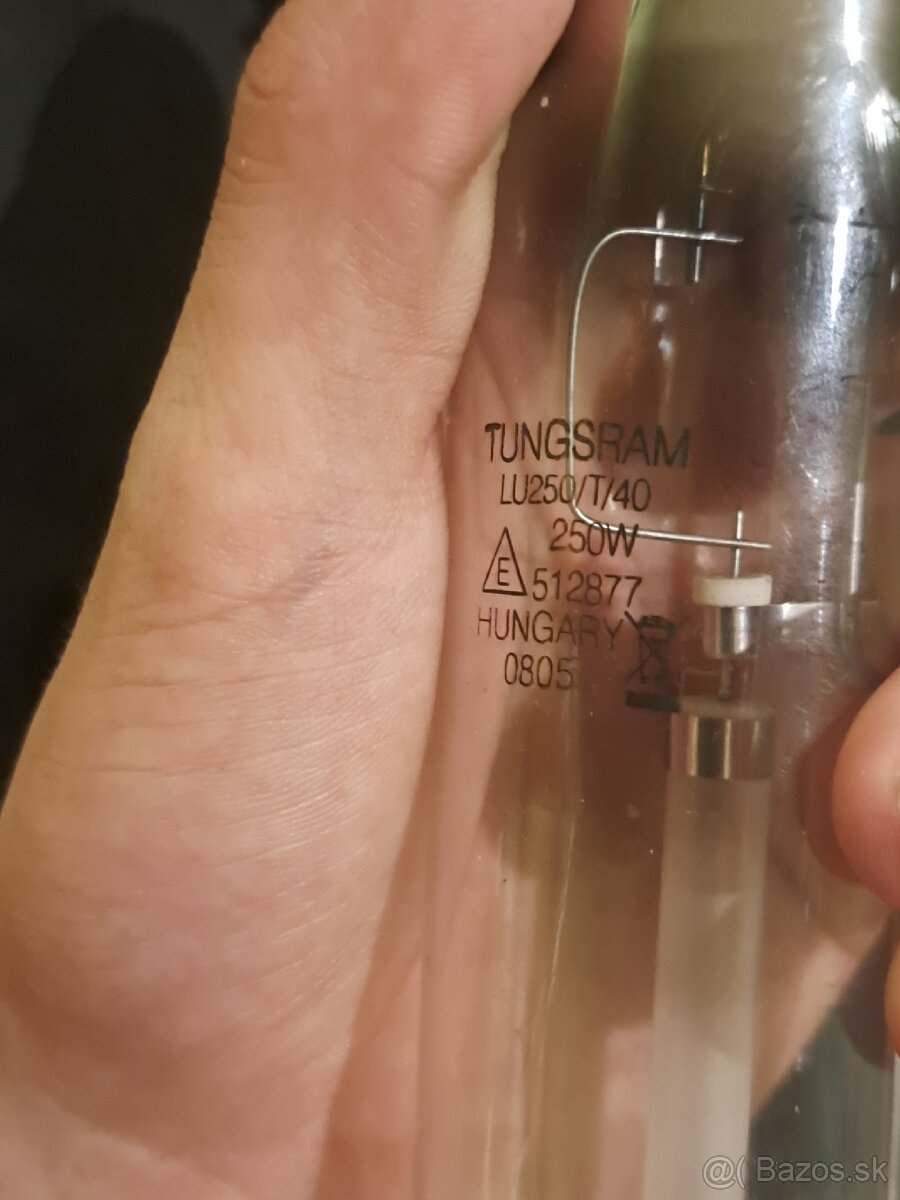 TUNGSRAM
LU250/T/40
250W
E 512877
HUNGARY
0805
@( Bazos.sk